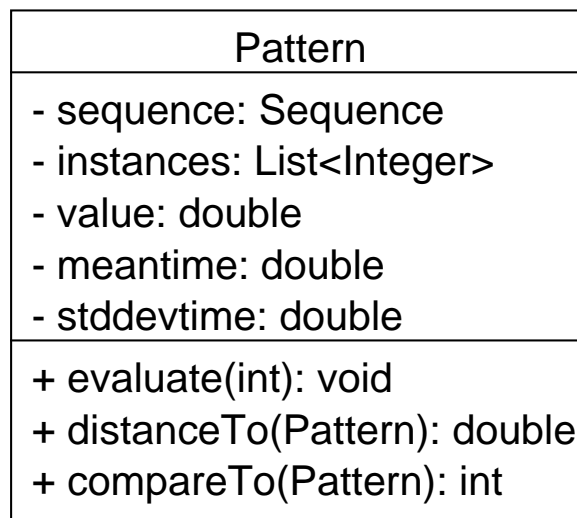 Pattern
- sequence: Sequence
- instances: List<Integer>
- value: double
- meantime: double
- stddevtime: double
+ evaluate(int): void
+ distanceTo(Pattern): double
+ compareTo(Pattern): int